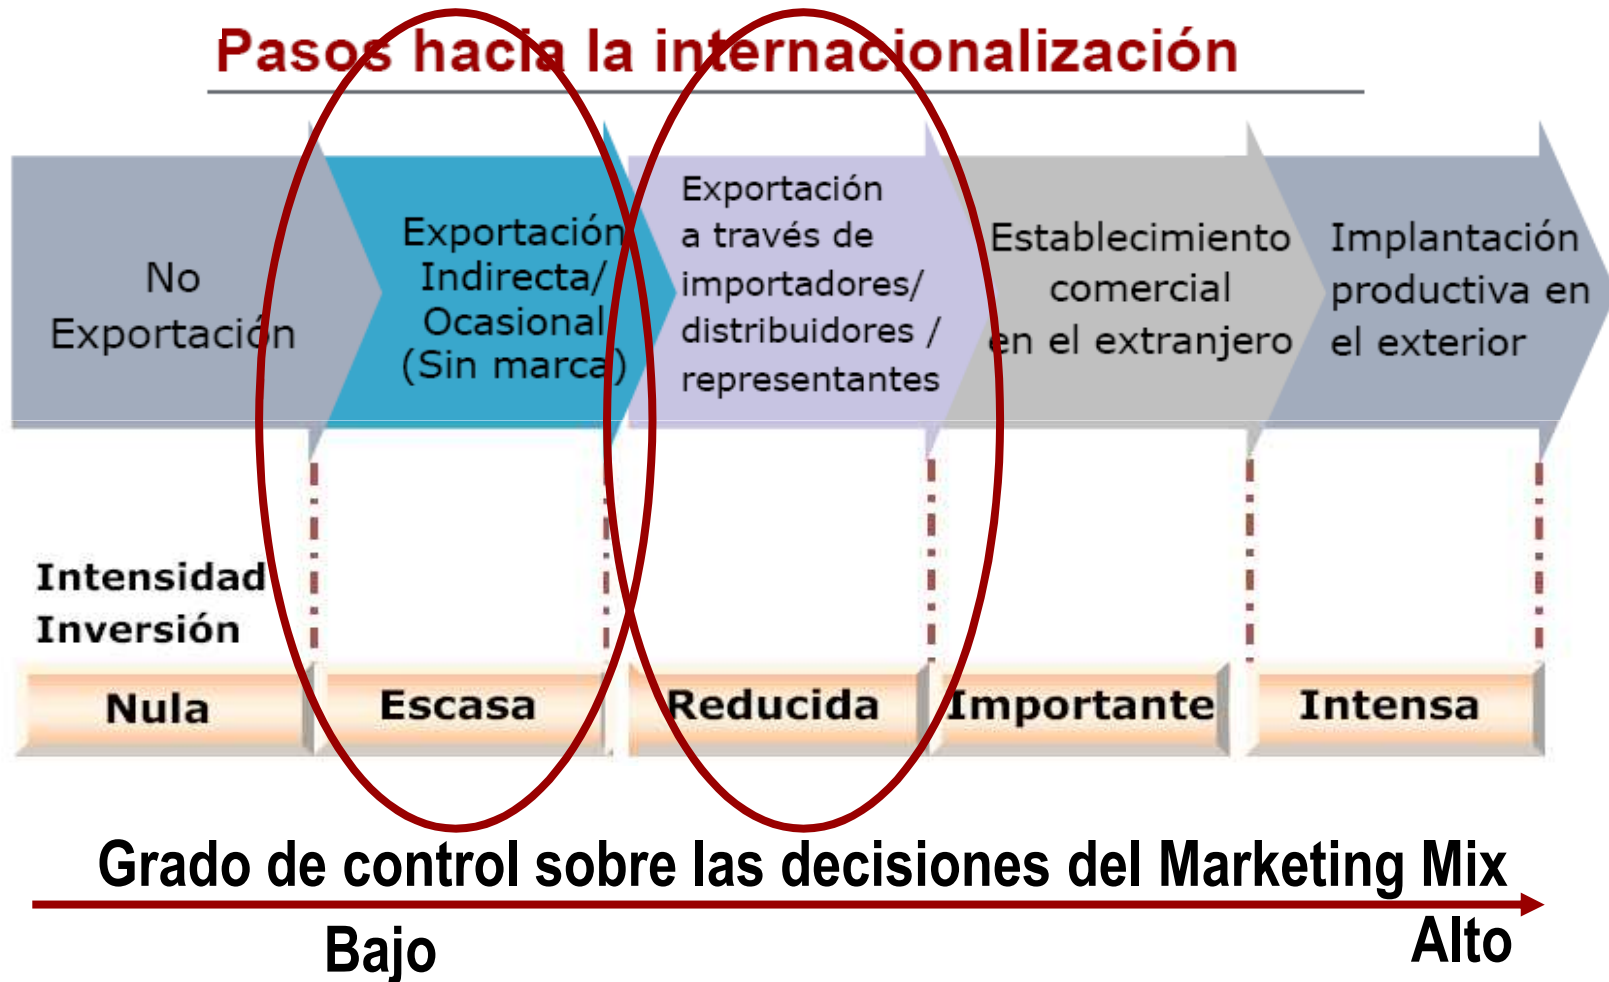 Pasos hacia la internacionalización
No
Exportación
Exportación
Indirecta/
Ocasional
(Sin marca)
Exportación
a través de
importadores/
distribuidores /
representantes
Establecimiento
comercial
en el extranjero
Implantación
productiva en
el exterior
Intensidad
Inversión
Nula
Escasa
Reducida
Importante
Intensa
Grado de control sobre las decisiones del Marketing Mix
Bajo
Alto